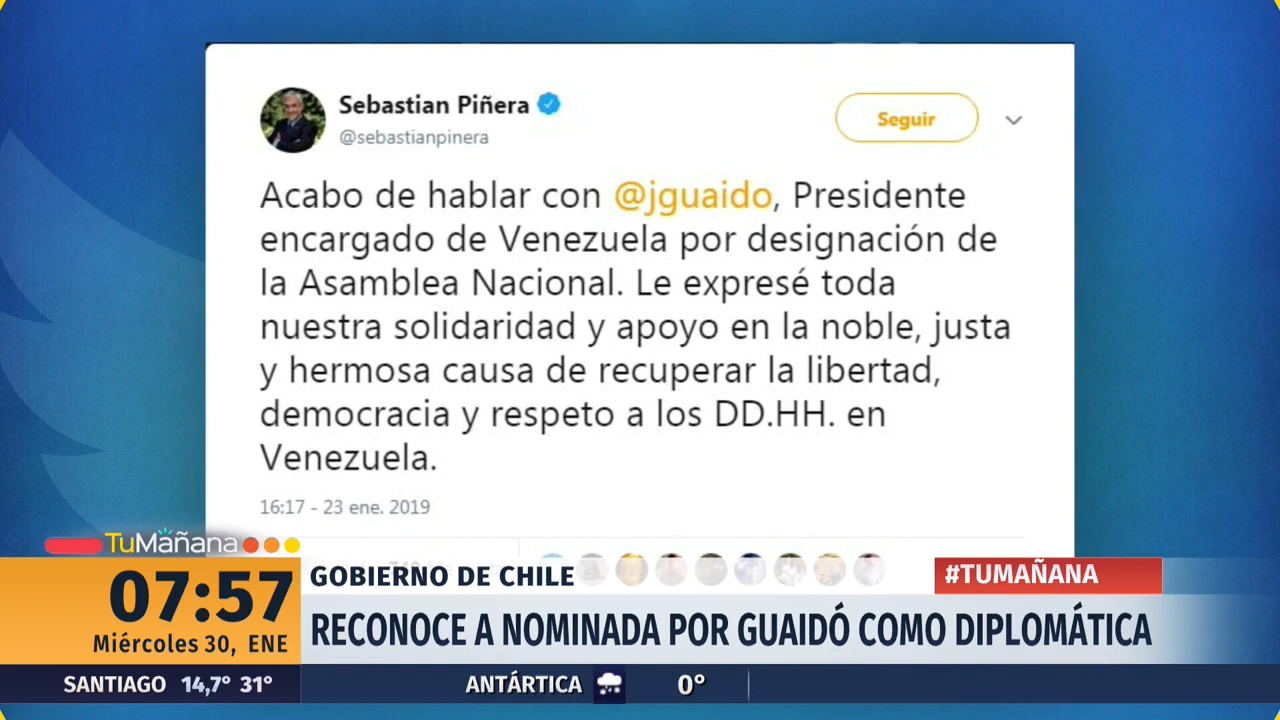 Sebastian Piñera
@sebastianpinera
Seguir
Acabo de hablar con @jguaido, Presidente
encargado de Venezuela por designación de
la Asamblea Nacional. Le expresé toda
nuestra solidaridad y apoyo en la noble, justa
y hermosa causa de recuperar la libertad,
democracia y respeto a los DD.HH. en
Venezuela.
16:17 - 23 ene. 2019
TuMañana
07:57
Miércoles 30, ENE
GOBIERNO DE CHILE
#TUMAÑANA
RECONOCE A NOMINADA POR GUAIDÓ COMO DIPLOMÁTICA
SANTIAGO 14,7° 31°
ANTÁRTICA 0°